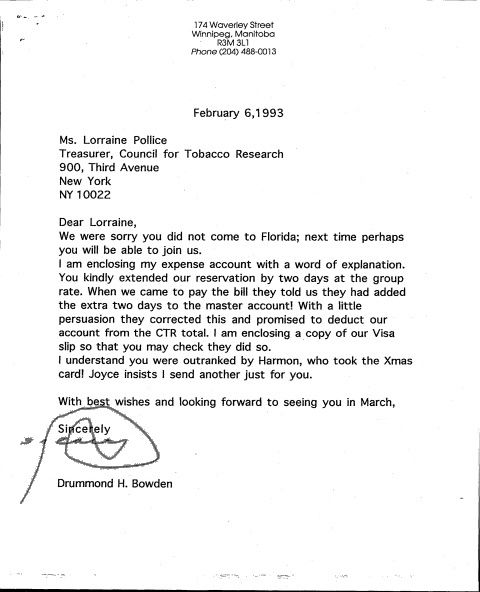 174 Waverley Street
Winnipeg, Manitoba
R3M 3L1
Phone (204) 488-0013
February 6,1993
Ms. Lorraine Pollice
Treasurer, Council for Tobacco Research
900, Third Avenue
New York
NY 10022
Dear Lorraine,
We were sorry you did not come to Florida; next time perhaps
you will be able to join us.
I am enclosing my expense account with a word of explanation.
You kindly extended our reservation by two days at the group
rate. When we came to pay the bill they told us they had added
the extra two days to the master account! With a little
persuasion they corrected this and promised to deduct our
account from the CTR total. I am enclosing a copy of our Visa
slip so that you may check they did so.
I understand you were outranked by Harmon, who took the Xmas
card! Joyce insists I send another just for you.
With best wishes and looking forward to seeing you in March,
Sincerely
Drummond H. Bowden